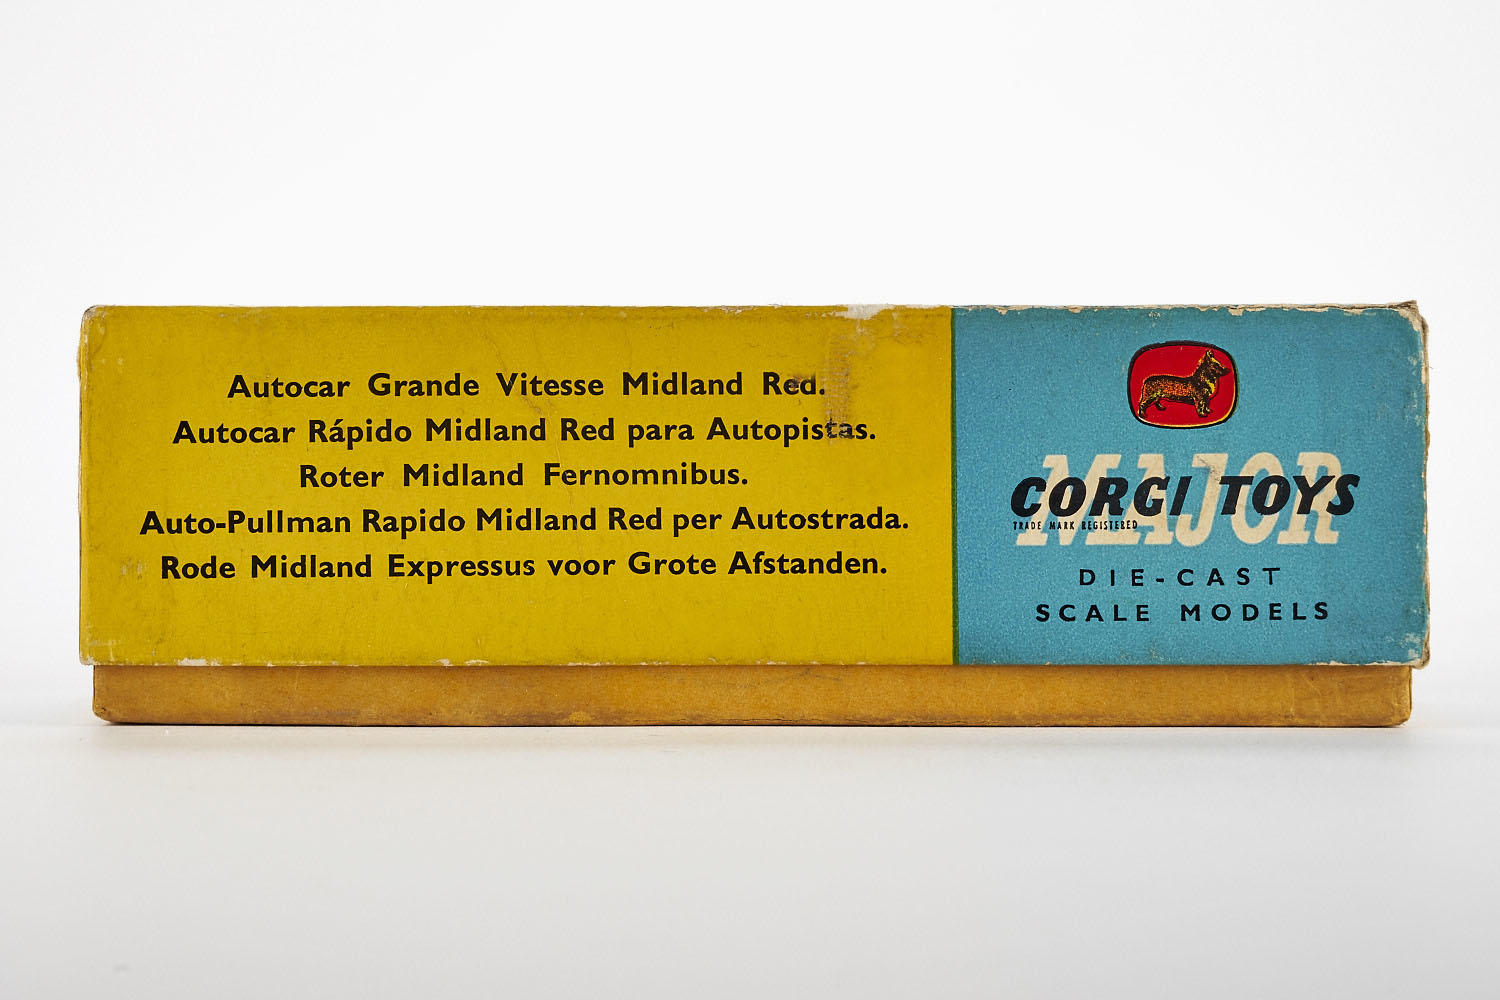 Autocar Grande Vitesse Midland Red.
Autocar Rápido Midland Red para Autopistas.
Roter Midland Fernomnibus.
Auto-Pullman Rapido Midland Red per Autostrada.
Rode Midland Expressus voor Grote Afstanden.
MAJOR
CORGI TOYS
TRADE MARK REGISTERED
DIE-CAST
SCALE MODELS